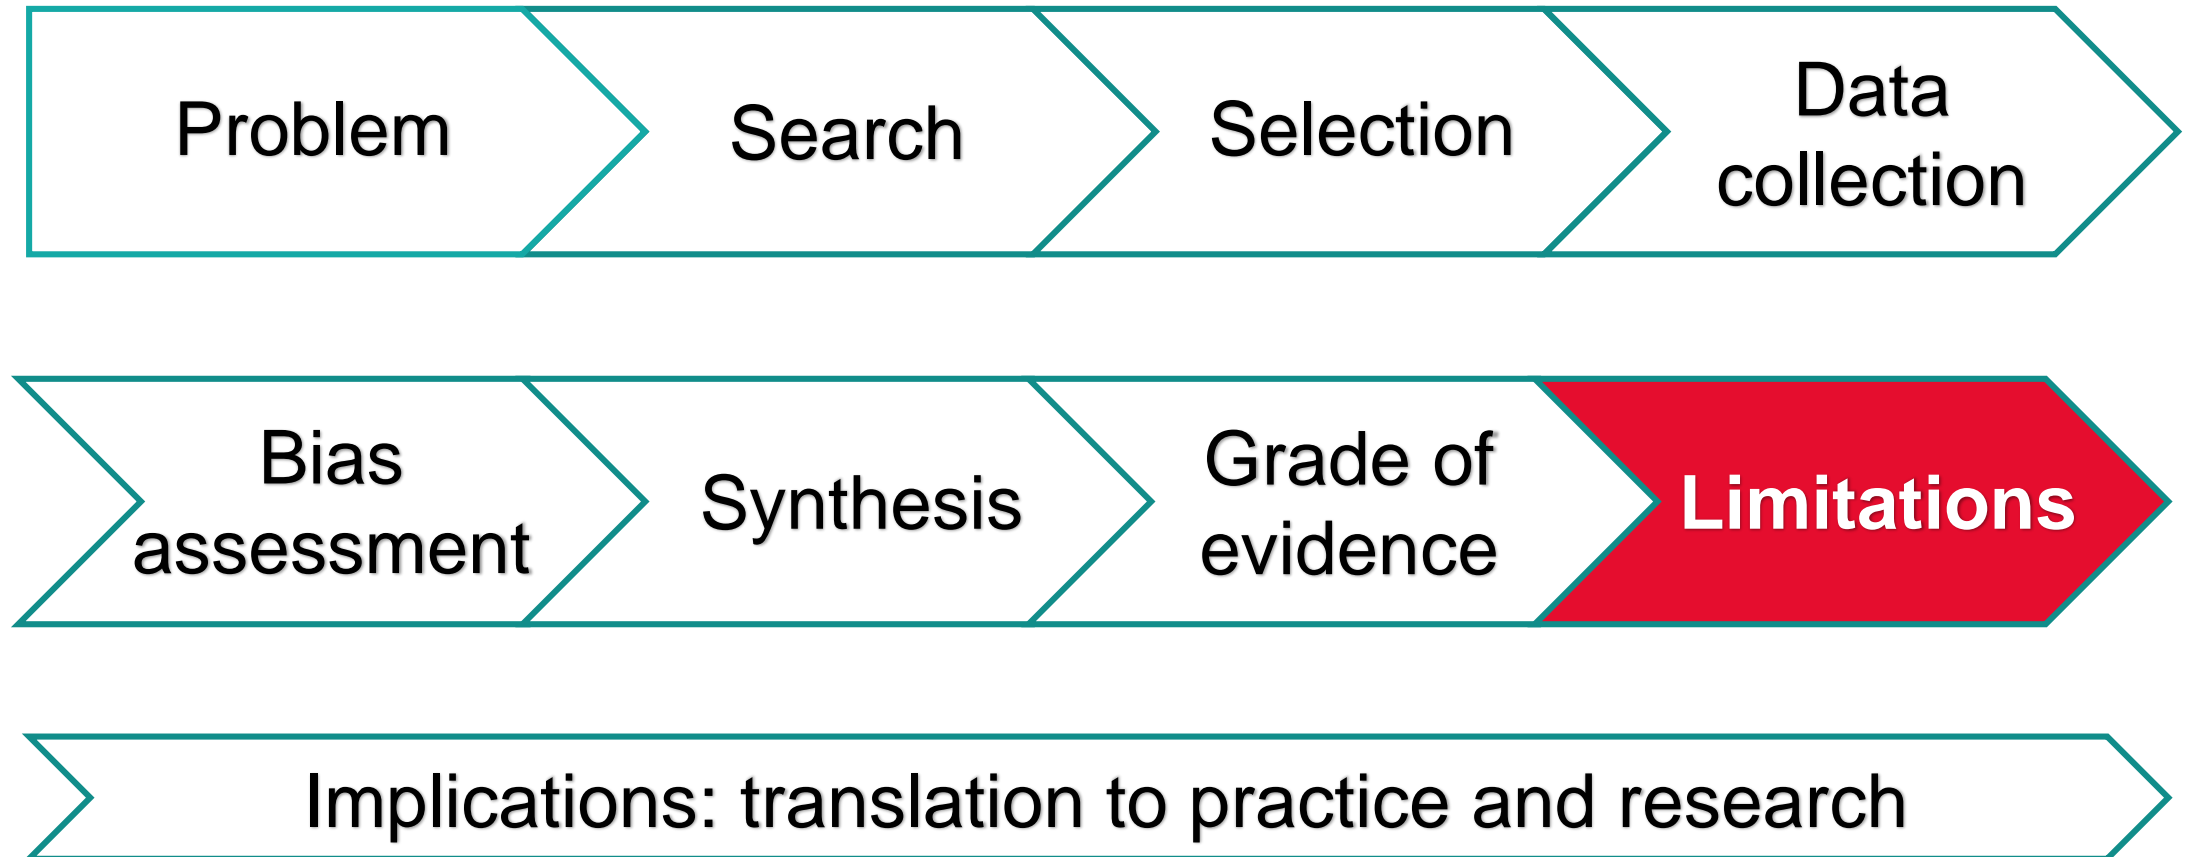 Problem
Search
Selection
Data
collection
Bias
assessment
Synthesis
Grade of
evidence
Limitations
Implications: translation to practice and research